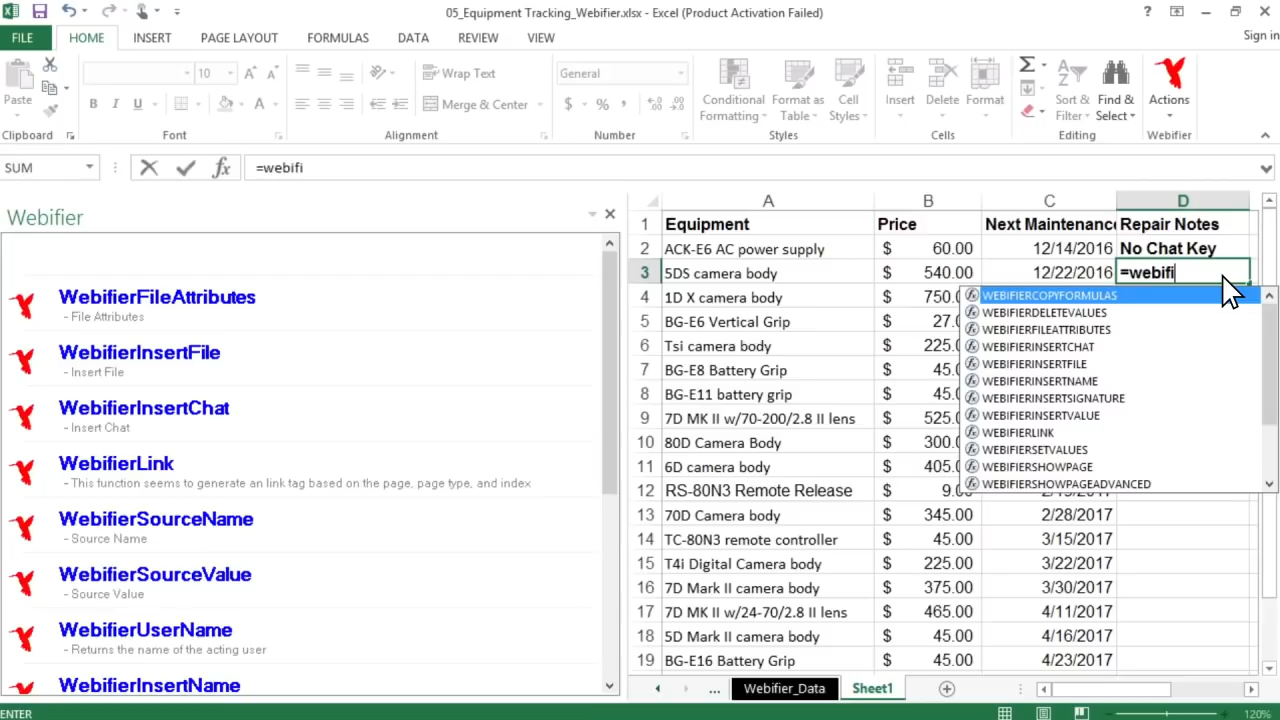 05_Equipment Tracking_Webifier.xlsx - Excel (Product Activation Failed)
FILE HOME INSERT PAGE LAYOUT FORMULAS DATA REVIEW VIEW Sign in
Paste
10
B I U A
Wrap Text
Merge & Center
General
$ % ,
Conditional Formatting
Format as Table
Cell Styles
Insert Delete Format
Sort & Filter
Find & Select
Actions
Clipboard Font Alignment Number Styles Cells Editing Webifier
SUM fx =webifi
Webifier
WebifierFileAttributes
- File Attributes
WebifierInsertFile
- Insert File
WebifierInsertChat
- Insert Chat
WebifierLink
- This function seems to generate an link tag based on the page, page type, and index
WebifierSourceName
- Source Name
WebifierSourceValue
- Source Value
WebifierUserName
- Returns the name of the acting user
WebifierInsertName
A B C D
1 Equipment Price Next Maintenance Repair Notes
2 ACK-E6 AC power supply $ 60.00 12/14/2016 No Chat Key
3 5DS camera body $ 540.00 12/22/2016 =webifi
4 1D X camera body $ 750.
5 BG-E6 Vertical Grip $ 27.
6 Tsi camera body $ 225.
7 BG-E8 Battery Grip $ 45.
8 BG-E11 battery grip $ 45.
9 7D MK II w/70-200/2.8 II lens $ 525.
10 80D Camera Body $ 300.
11 6D camera body $ 405.
12 RS-80N3 Remote Release $ 9.
13 70D Camera body $ 345.00 2/28/2017
14 TC-80N3 remote controller $ 45.00 3/15/2017
15 T4i Digital Camera body $ 225.00 3/22/2017
16 7D Mark II camera body $ 375.00 3/30/2017
17 7D MK II w/24-70/2.8 II lens $ 465.00 4/11/2017
18 5D Mark II camera body $ 45.00 4/16/2017
19 BG-E16 Battery Grip $ 45.00 4/23/2017
WEBIFIERCOPYFORMULAS
WEBIFIERDELETEVALUES
WEBIFIERFILEATTRIBUTES
WEBIFIERINSERTCHAT
WEBIFIERINSERTFILE
WEBIFIERINSERTNAME
WEBIFIERINSERTSIGNATURE
WEBIFIERINSERTVALUE
WEBIFIERLINK
WEBIFIERSETVALUES
WEBIFIERSHOWPAGE
WEBIFIERSHOWPAGEADVANCED
... Webifier_Data Sheet1
ENTER 120%